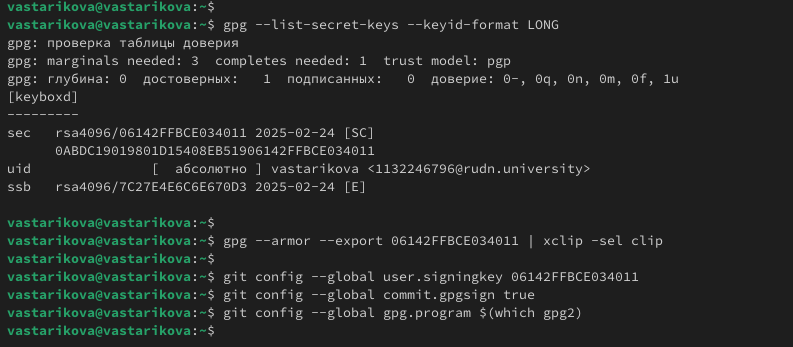 vastarikova@vastarikova:~$
vastarikova@vastarikova:~$ gpg --list-secret-keys --keyid-format LONG
gpg: проверка таблицы доверия
gpg: marginals needed: 3  completes needed: 1  trust model: pgp
gpg: глубина: 0  достоверных:   1  подписанных:   0  доверие: 0-, 0q, 0n, 0m, 0f, 1u
[keyboxd]
---------
sec   rsa4096/06142FFBCE034011 2025-02-24 [SC]
      0ABDC19019801D15408EB51906142FFBCE034011
uid               [  абсолютно ] vastarikova <1132246796@rudn.university>
ssb   rsa4096/7C27E4E6C6E670D3 2025-02-24 [E]

vastarikova@vastarikova:~$
vastarikova@vastarikova:~$ gpg --armor --export 06142FFBCE034011 | xclip -sel clip
vastarikova@vastarikova:~$
vastarikova@vastarikova:~$ git config --global user.signingkey 06142FFBCE034011
vastarikova@vastarikova:~$ git config --global commit.gpgsign true
vastarikova@vastarikova:~$ git config --global gpg.program $(which gpg2)
vastarikova@vastarikova:~$